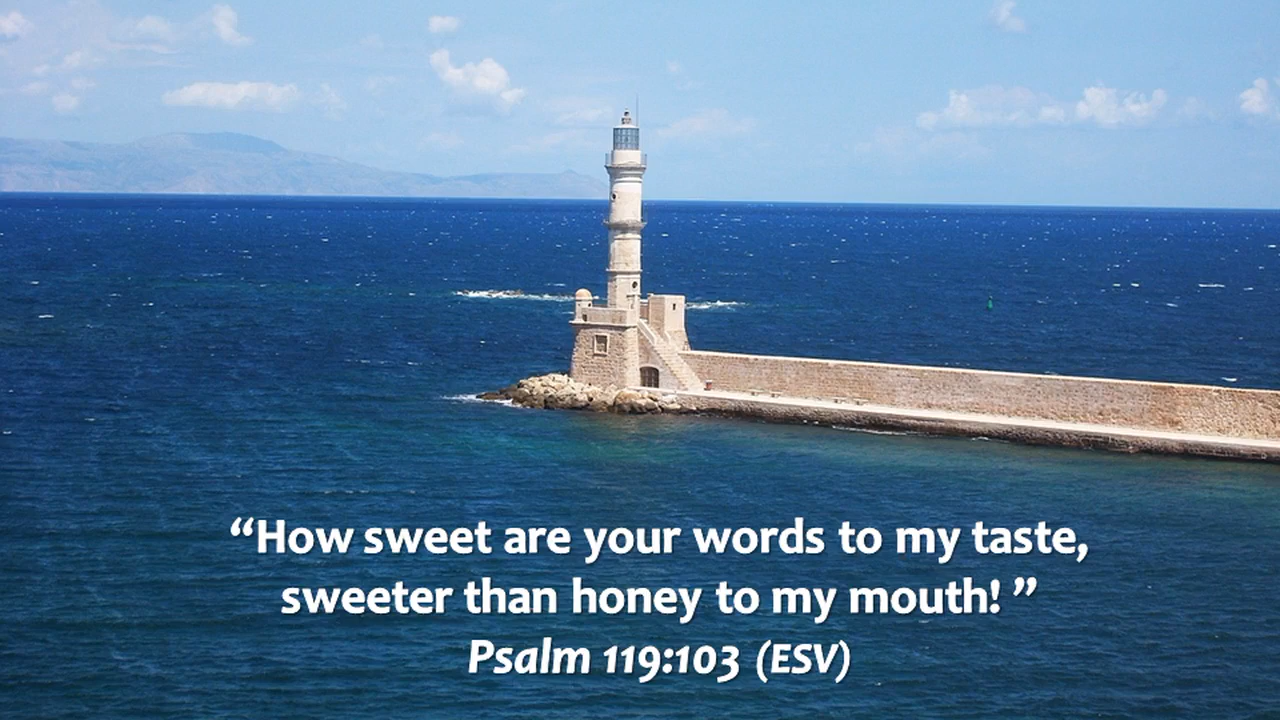 “How sweet are your words to my taste,
sweeter than honey to my mouth! ”
Psalm 119:103 (ESV)